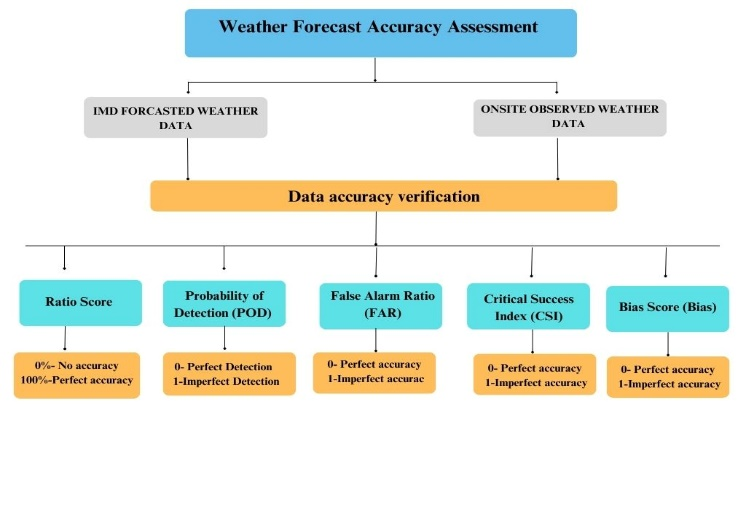 Weather Forecast Accuracy Assessment
IMD FORCASTED WEATHER
DATA
ONSITE OBSERVED WEATHER
DATA
Data accuracy verification
Ratio Score
Probability of
Detection (POD)
False Alarm Ratio
(FAR)
Critical Success
Index (CSI)
Bias Score (Bias)
0%- No accuracy
100%-Perfect accuracy
0- Perfect Detection
1-Imperfect Detection
0- Perfect accuracy
1-Imperfect accurac
0- Perfect accuracy
1-Imperfect accuracy
0- Perfect accuracy
1-Imperfect accuracy